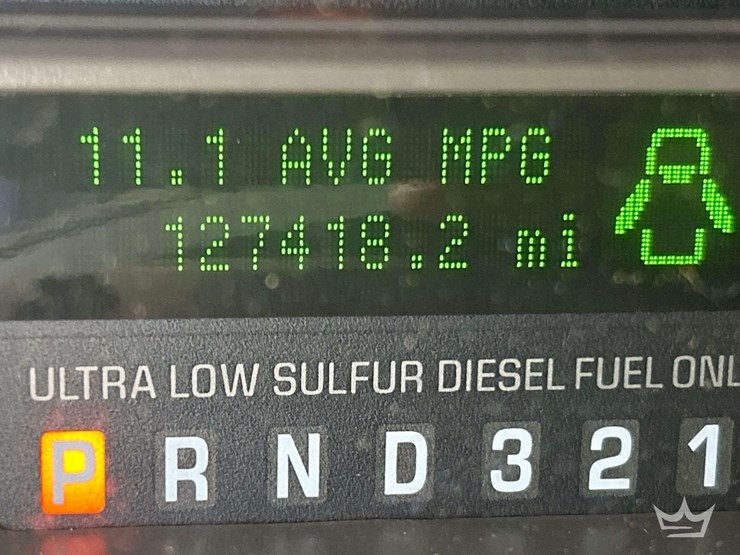 11.1 AVG MPG
127418.2 mi
ULTRA LOW SULFUR DIESEL FUEL ONL
P R N D 3 2 1